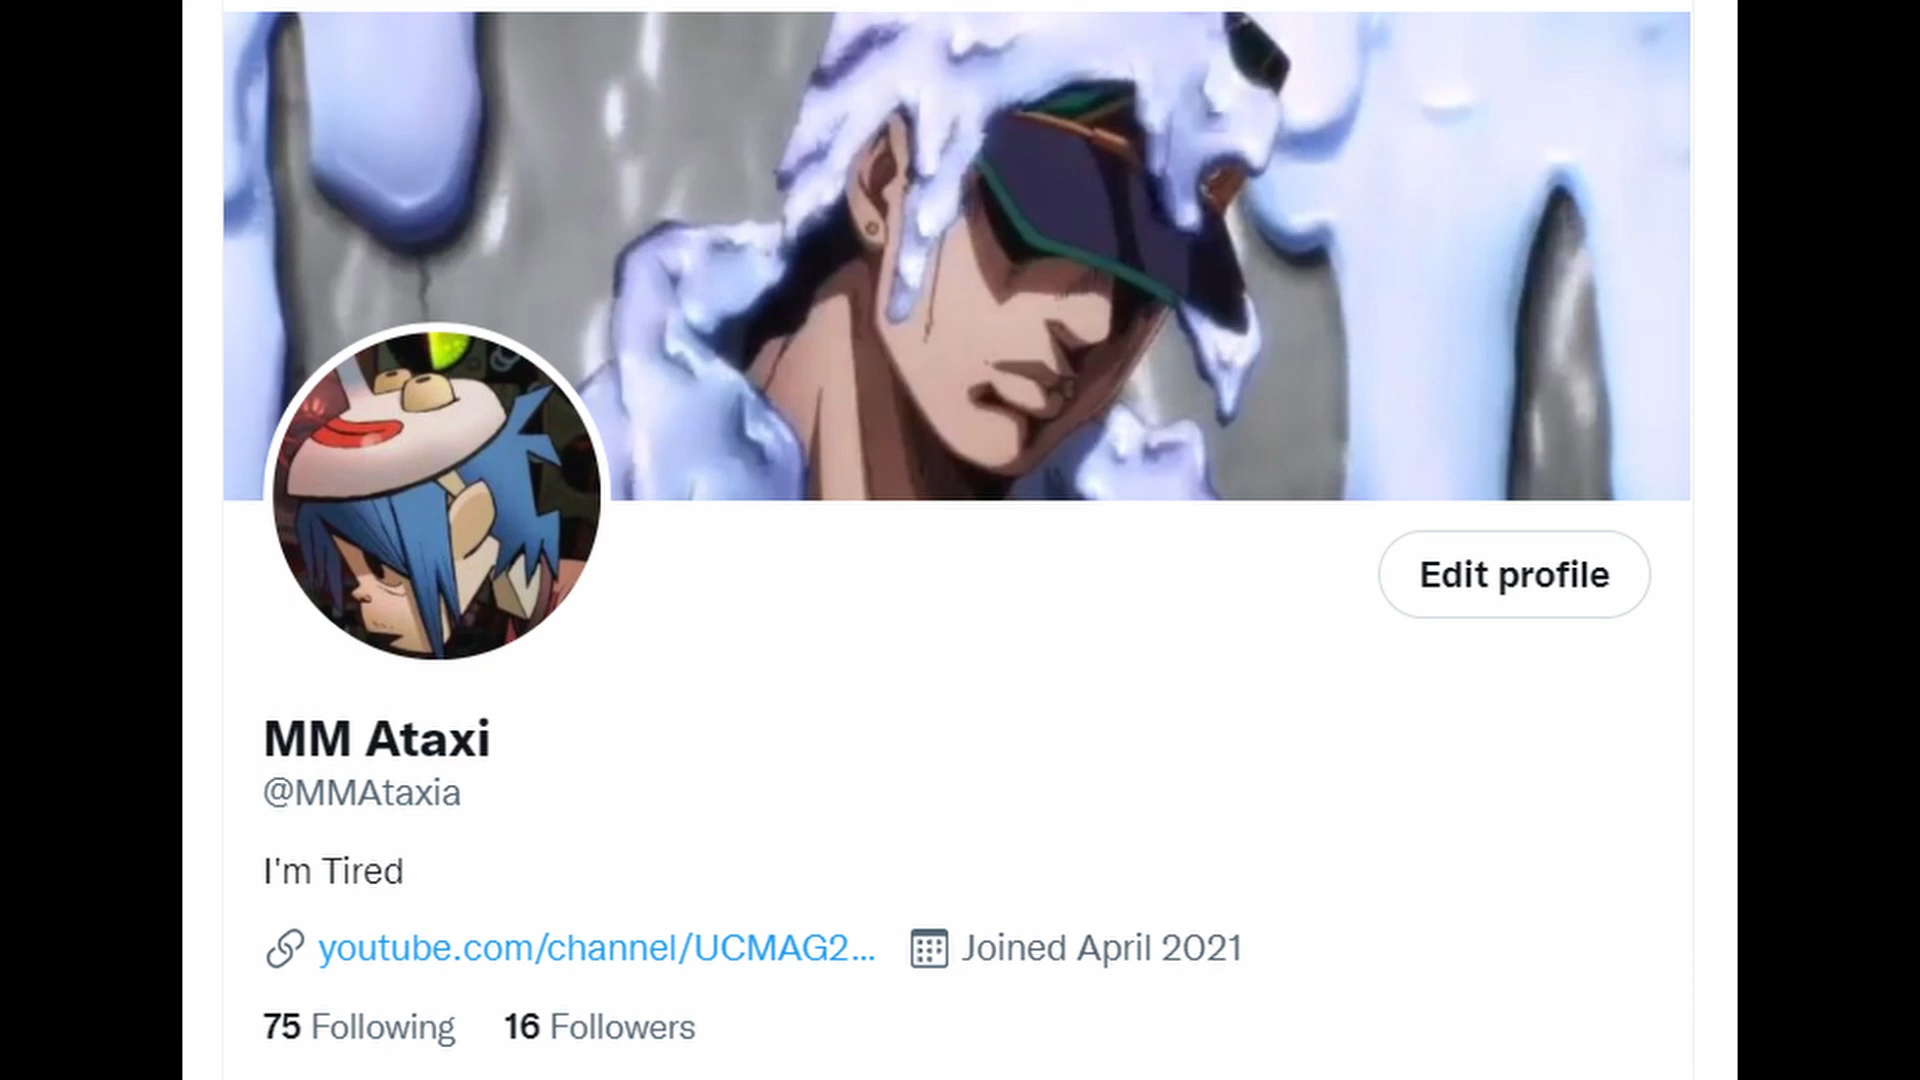 Edit profile
MM Ataxi
@MMAtaxia
I'm Tired
youtube.com/channel/UCMAG2... Joined April 2021
75 Following 16 Followers